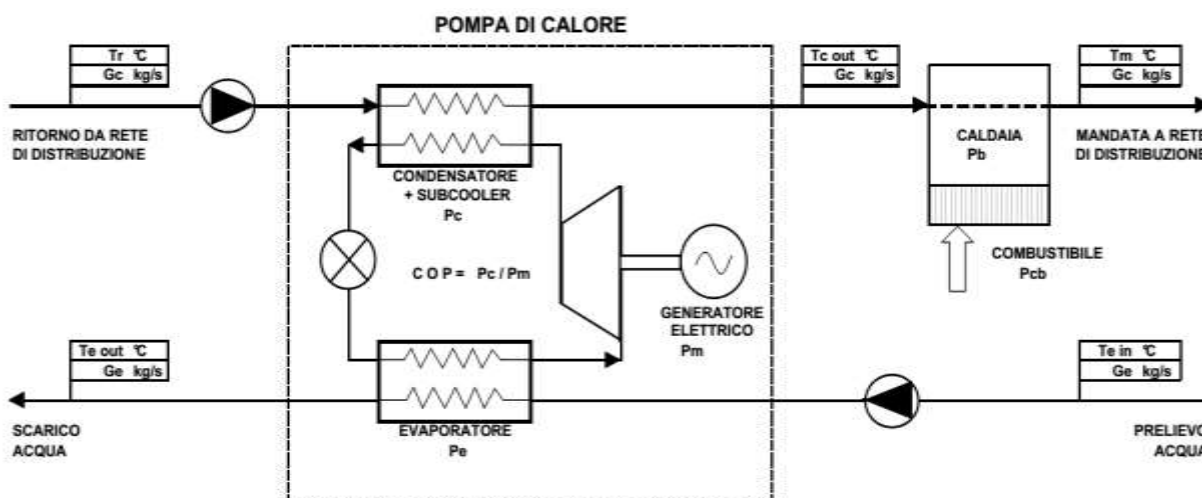 POMPA DI CALORE
Tr °C
Gc kg/s
Tc out °C
Gc kg/s
Tm °C
Gc kg/s
RITORNO DA RETE
DI DISTRIBUZIONE
CALDAIA
Pb
MANDATA A RETE
DI DISTRIBUZIONE
CONDENSATORE
+ SUBCOOLER
Pc
C O P = Pc / Pm
COMBUSTIBILE
Pcb
GENERATORE
ELETTRICO
Pm
Te out °C
Ge kg/s
Te in °C
Ge kg/s
SCARICO
ACQUA
EVAPORATORE
Pe
PRELIEVO
ACQUA